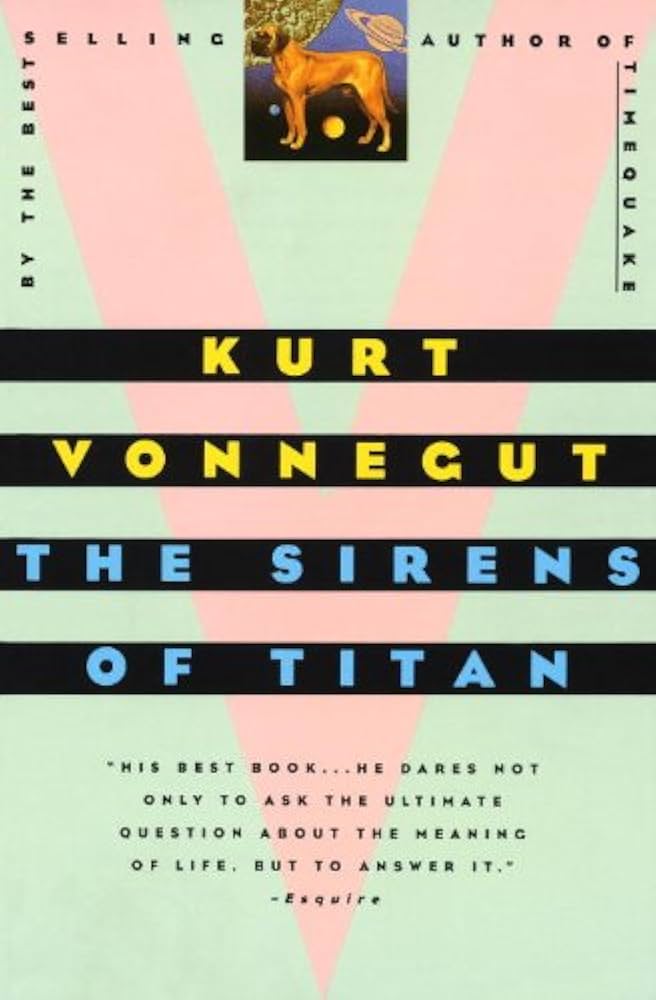 BY THE BEST
SELLING
AUTHOR OF
TIMEQUAKE
KURT
VONNEGUT
THE SIRENS
OF TITAN
"HIS BEST BOOK...HE DARES NOT
ONLY TO ASK THE ULTIMATE
QUESTION ABOUT THE MEANING
OF LIFE, BUT TO ANSWER IT."
-Esquire